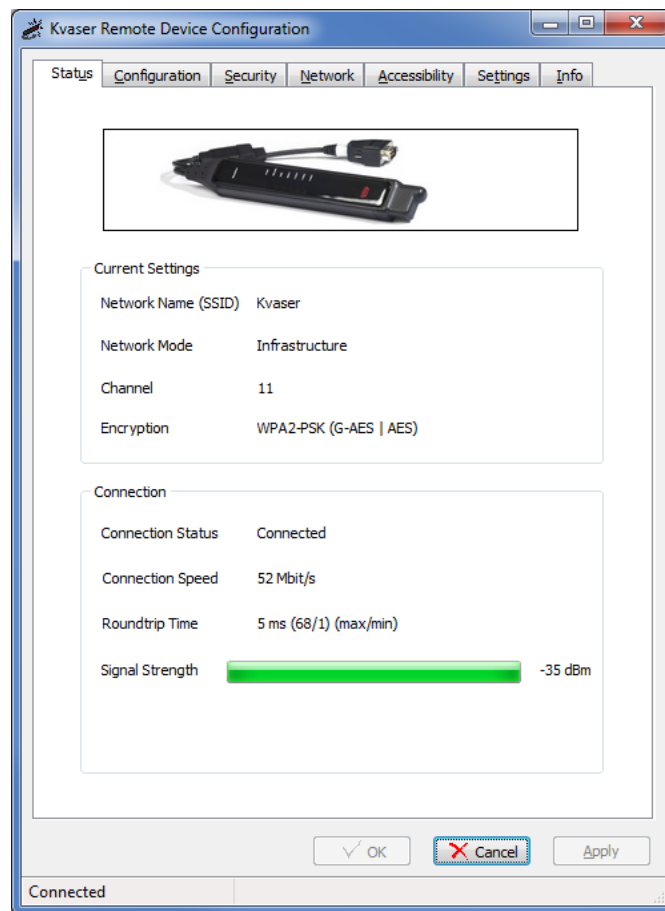 Kvaser Remote Device Configuration
Status Configuration Security Network Accessibility Settings Info
Current Settings
Network Name (SSID) Kvaser
Network Mode Infrastructure
Channel 11
Encryption WPA2-PSK (G-AES | AES)
Connection
Connection Status Connected
Connection Speed 52 Mbit/s
Roundtrip Time 5 ms (68/1) (max/min)
Signal Strength -35 dBm
OK Cancel Apply
Connected